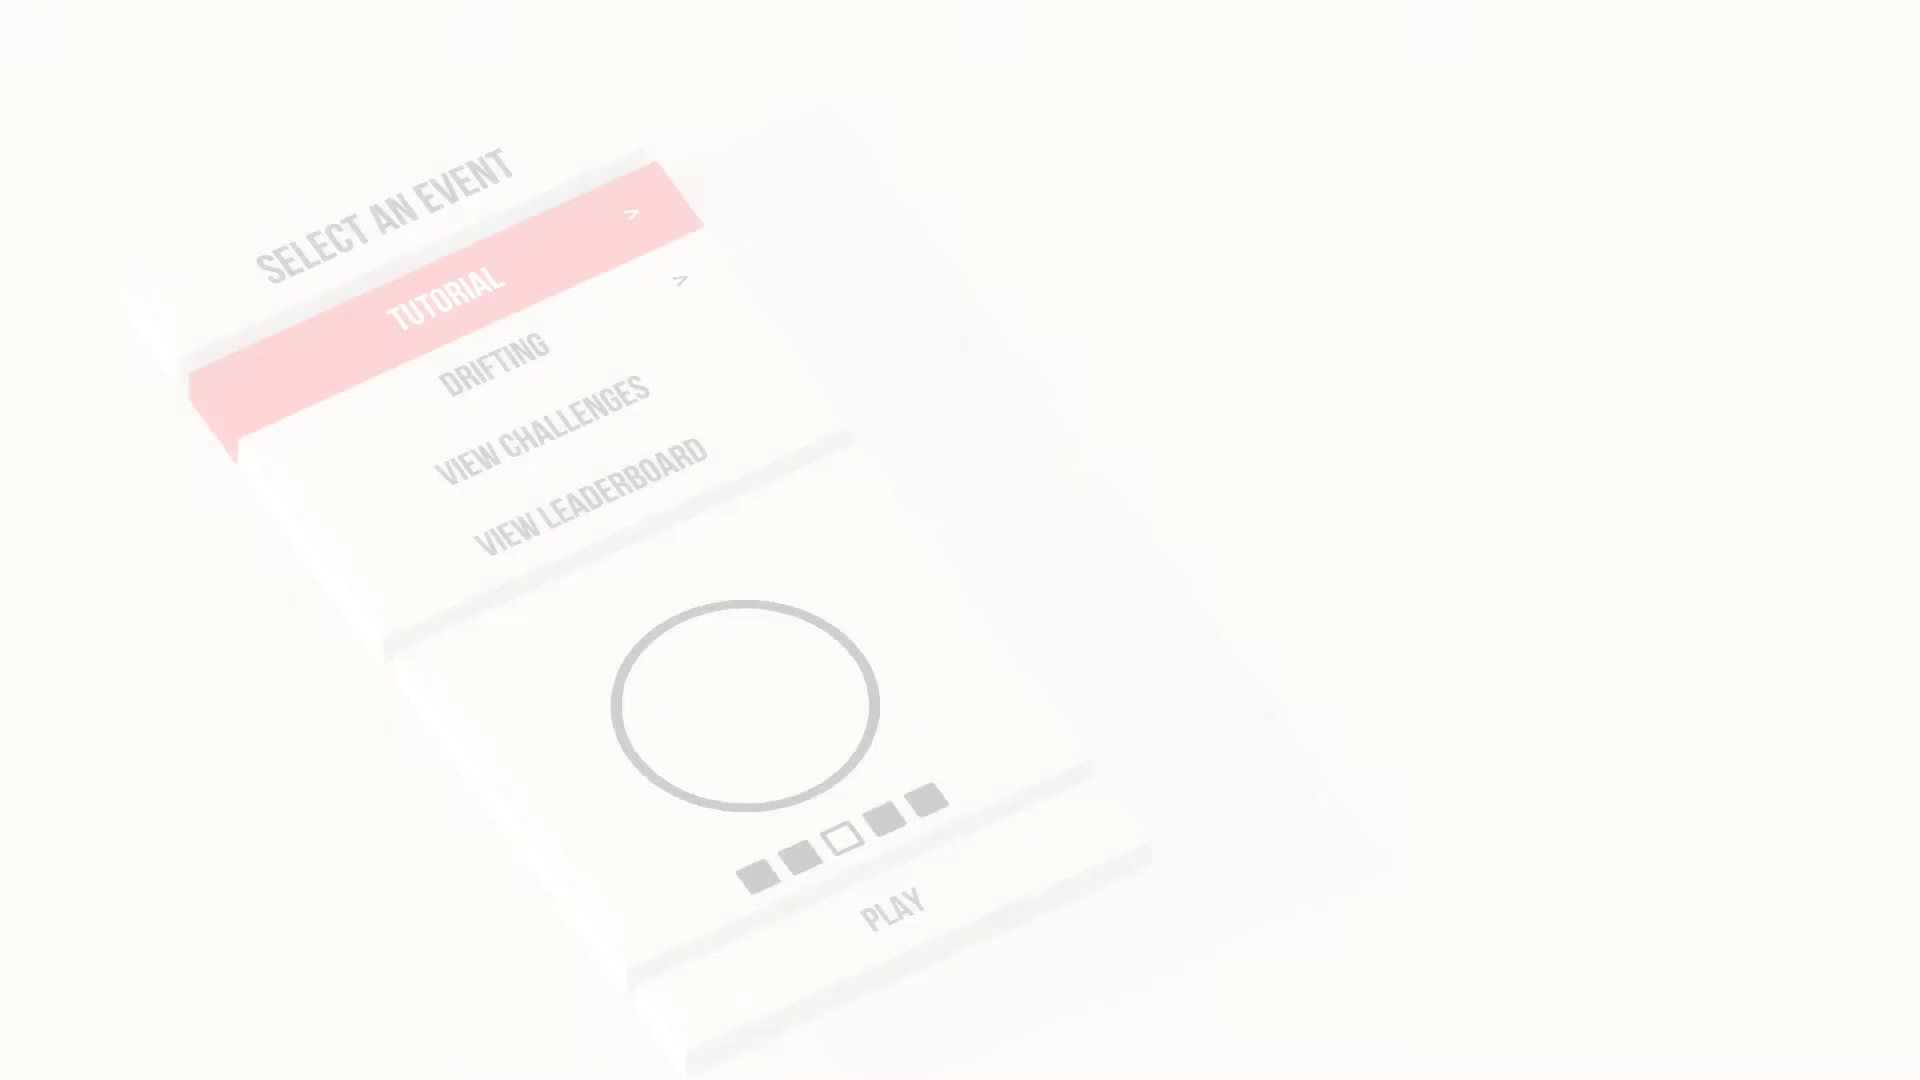 SELECT AN EVENT
TUTORIAL >
DRIFTING >
VIEW CHALLENGES
VIEW LEADERBOARD
PLAY